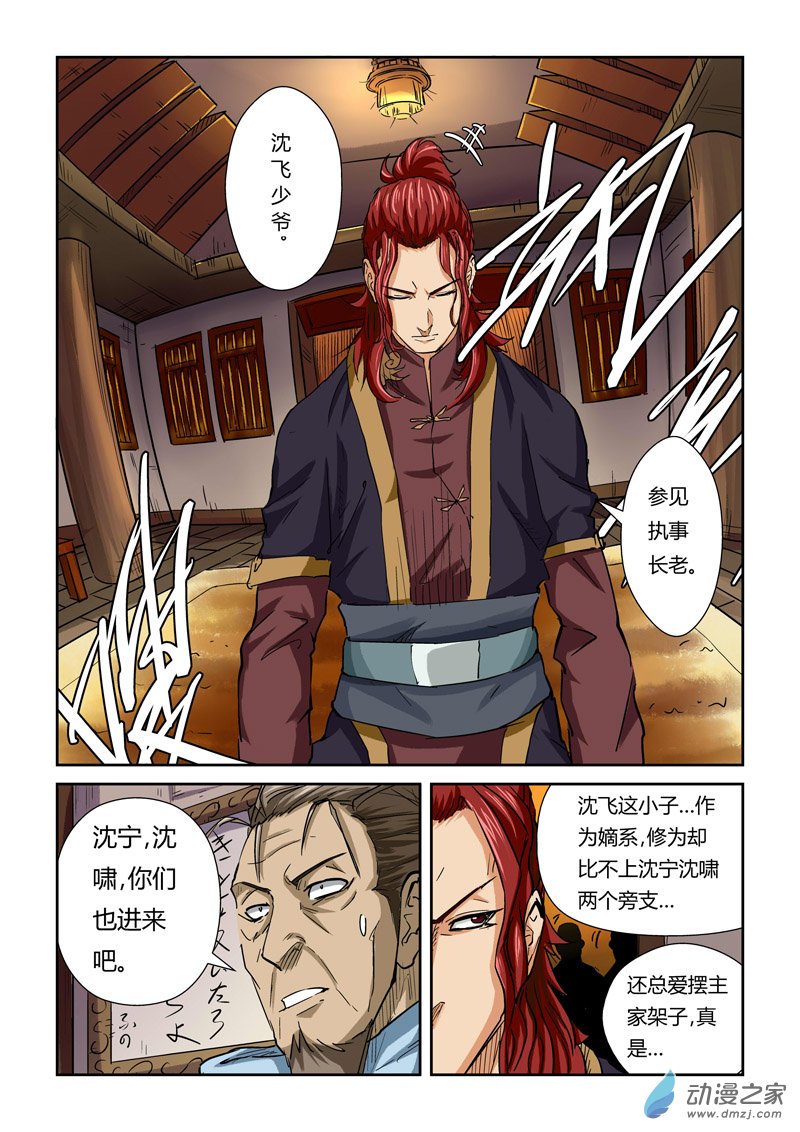 沈飞少爷。
参见
执事
长老。
沈宁,沈
啸,你们
也进来
吧。
沈飞这小子...作
为嫡系,修为却
比不上沈宁沈啸
两个旁支...
还总爱摆主
家架子,真
是...
动漫之家
www.dmzj.com